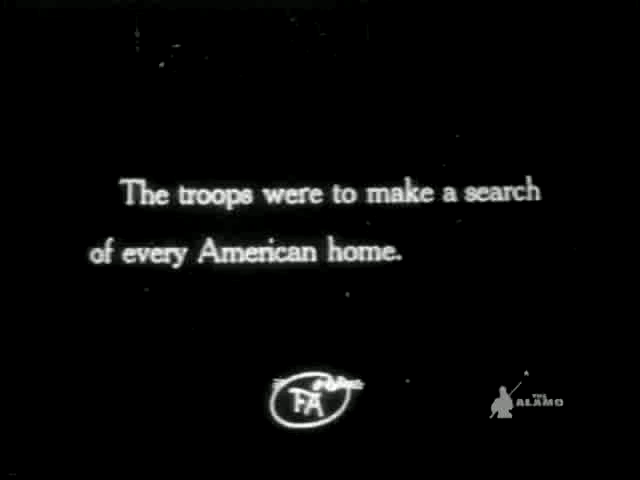 The troops were to make a search
of every American home.
FA
THE
ALAMO